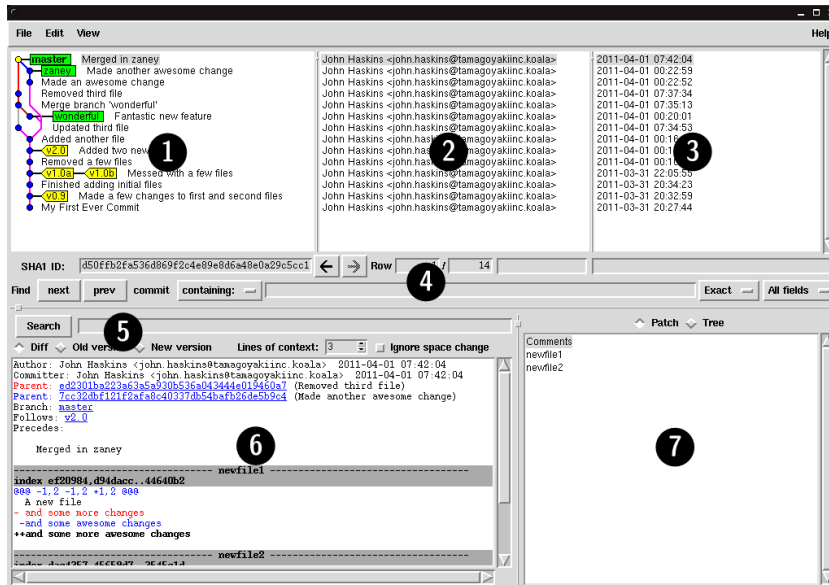 File Edit View Help
master Merged in zaney John Haskins <john.haskins@tamagoyakiinc.koala> 2011-04-01 07:42:04
zaney Made another awesome change John Haskins <john.haskins@tamagoyakiinc.koala> 2011-04-01 00:22:59
Made an awesome change John Haskins <john.haskins@tamagoyakiinc.koala> 2011-04-01 00:22:52
Removed third file John Haskins <john.haskins@tamagoyakiinc.koala> 2011-04-01 07:37:34
Merge branch 'wonderful' John Haskins <john.haskins@tamagoyakiinc.koala> 2011-04-01 07:35:13
wonderful Fantastic new feature John Haskins <john.haskins@tamagoyakiinc.koala> 2011-04-01 00:20:01
Updated third file John Haskins <john.haskins@tamagoyakiinc.koala> 2011-04-01 07:34:53
Added another file John Haskins <john.haskins@tamagoyakiinc.koala> 2011-04-01 00:16
v2.0 Added two new John Haskins <john.haskins@tamagoyakiinc.koala> 2011-04-01
1 2 3
Removed a few files John Haskins <john.haskins@tamagoyakiinc.koala> 2011-04-01
v1.0a v1.0b Messed with a few files John Haskins <john.haskins@tamagoyakiinc.koala> 2011-03-31 22:05:55
Finished adding initial files John Haskins <john.haskins@tamagoyakiinc.koala> 2011-03-31 20:34:23
v0.9 Made a few changes to first and second files John Haskins <john.haskins@tamagoyakiinc.koala> 2011-03-31 20:32:59
My First Ever Commit John Haskins <john.haskins@tamagoyakiinc.koala> 2011-03-31 20:27:44
SHA1 ID: d50ffb2fa536d869f2c4e89e8d6a48e0a29c5cc1 Row / 14
4
Find next prev commit containing: Exact All fields
5
Search
Diff Old version New version Lines of context: 3 Ignore space change
Patch Tree
Author: John Haskins <john.haskins@tamagoyakiinc.koala> 2011-04-01 07:42:04
Committer: John Haskins <john.haskins@tamagoyakiinc.koala> 2011-04-01 07:42:04
Parent: ed2301ba223a63a5a930b536a043444e019460a7 (Removed third file)
Parent: 7cc32dbf121f2afa8c40337db54bafb26de5b9c4 (Made another awesome change)
Branch: master
Follows: v2.0
Precedes:
6
Merged in zaney
newfile1
index ef20984,d94dacc..44640b2
@@@ -1,2 -1,2 +1,2 @@@
A new file
- and some more changes
-and some awesome changes
++and some more awesome changes
newfile2
Comments
newfile1
newfile2
7